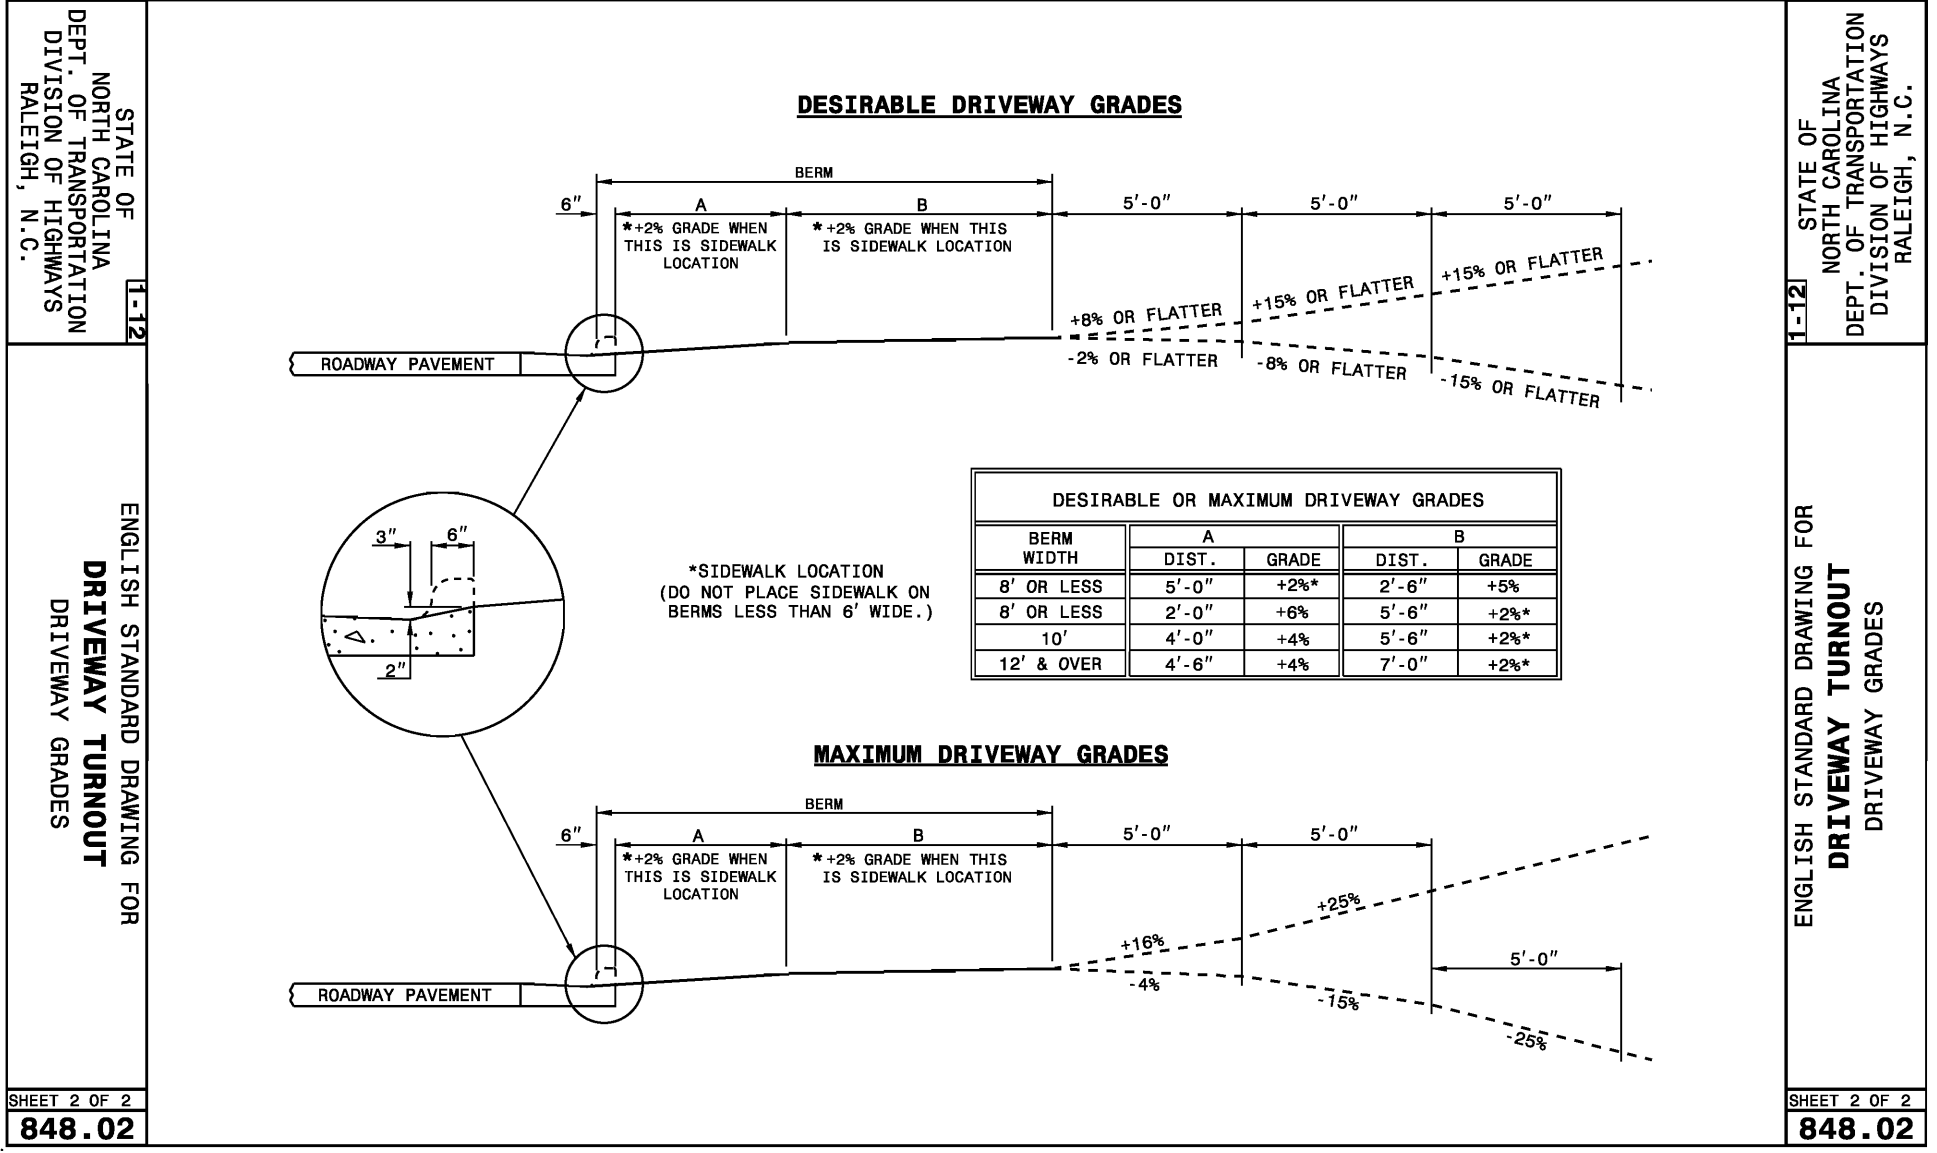 STATE OF
NORTH CAROLINA
DEPT. OF TRANSPORTATION
DIVISION OF HIGHWAYS
RALEIGH, N.C.
1-12
ENGLISH STANDARD DRAWING FOR
DRIVEWAY TURNOUT
DRIVEWAY GRADES
SHEET 2 OF 2
848.02
DESIRABLE DRIVEWAY GRADES
BERM
6" A B 5'-0" 5'-0" 5'-0"
*+2% GRADE WHEN
THIS IS SIDEWALK
LOCATION
*+2% GRADE WHEN THIS
IS SIDEWALK LOCATION
+8% OR FLATTER
+15% OR FLATTER
+15% OR FLATTER
-2% OR FLATTER
-8% OR FLATTER
-15% OR FLATTER
ROADWAY PAVEMENT
3" 6"
2"
*SIDEWALK LOCATION
(DO NOT PLACE SIDEWALK ON
BERMS LESS THAN 6' WIDE.)
DESIRABLE OR MAXIMUM DRIVEWAY GRADES
BERM
WIDTH
A B
DIST. GRADE DIST. GRADE
8' OR LESS 5'-0" +2%* 2'-6" +5%
8' OR LESS 2'-0" +6% 5'-6" +2%*
10' 4'-0" +4% 5'-6" +2%*
12' & OVER 4'-6" +4% 7'-0" +2%*
MAXIMUM DRIVEWAY GRADES
BERM
6" A B 5'-0" 5'-0"
*+2% GRADE WHEN
THIS IS SIDEWALK
LOCATION
*+2% GRADE WHEN THIS
IS SIDEWALK LOCATION
+16%
+25%
5'-0"
-4%
-15%
-25%
ROADWAY PAVEMENT
STATE OF
NORTH CAROLINA
DEPT. OF TRANSPORTATION
DIVISION OF HIGHWAYS
RALEIGH, N.C.
1-12
ENGLISH STANDARD DRAWING FOR
DRIVEWAY TURNOUT
DRIVEWAY GRADES
SHEET 2 OF 2
848.02